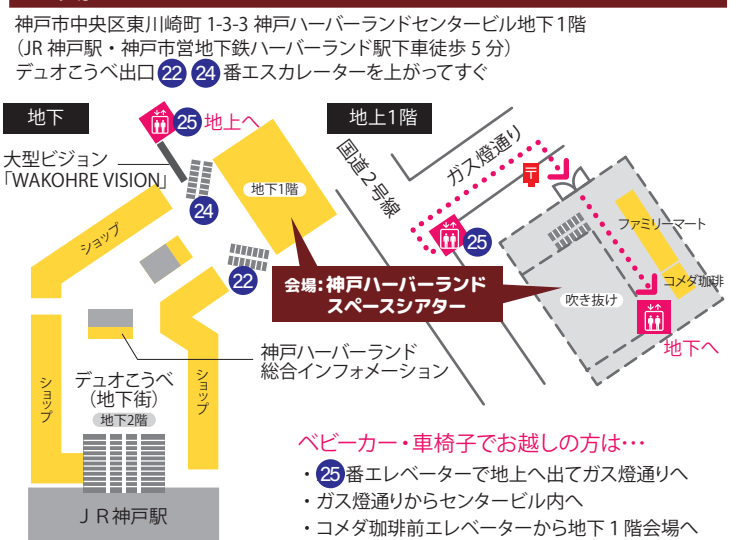 神戸市中央区東川崎町 1-3-3 神戸ハーバーランドセンタービル地下1階
（JR 神戸駅・神戸市営地下鉄ハーバーランド駅下車徒歩 5 分）
デュオこうべ出口 22 24 番エスカレーターを上がってすぐ
地下
25 地上へ
大型ビジョン
「WAKOHRE VISION」
24
地下1階
ショップ
22
神戸ハーバーランド
総合インフォメーション
ショップ
ショップ
デュオこうべ
（地下街）
地下2階
ＪＲ神戸駅
会場：神戸ハーバーランド
スペースシアター
地上1階
国道２号線
ガス燈通り
〒
25
ファミリーマート
コメダ珈琲
吹き抜け
地下へ
ベビーカー・車椅子でお越しの方は…
・25番エレベーターで地上へ出てガス燈通りへ
・ガス燈通りからセンタービル内へ
・コメダ珈琲前エレベーターから地下１階会場へ